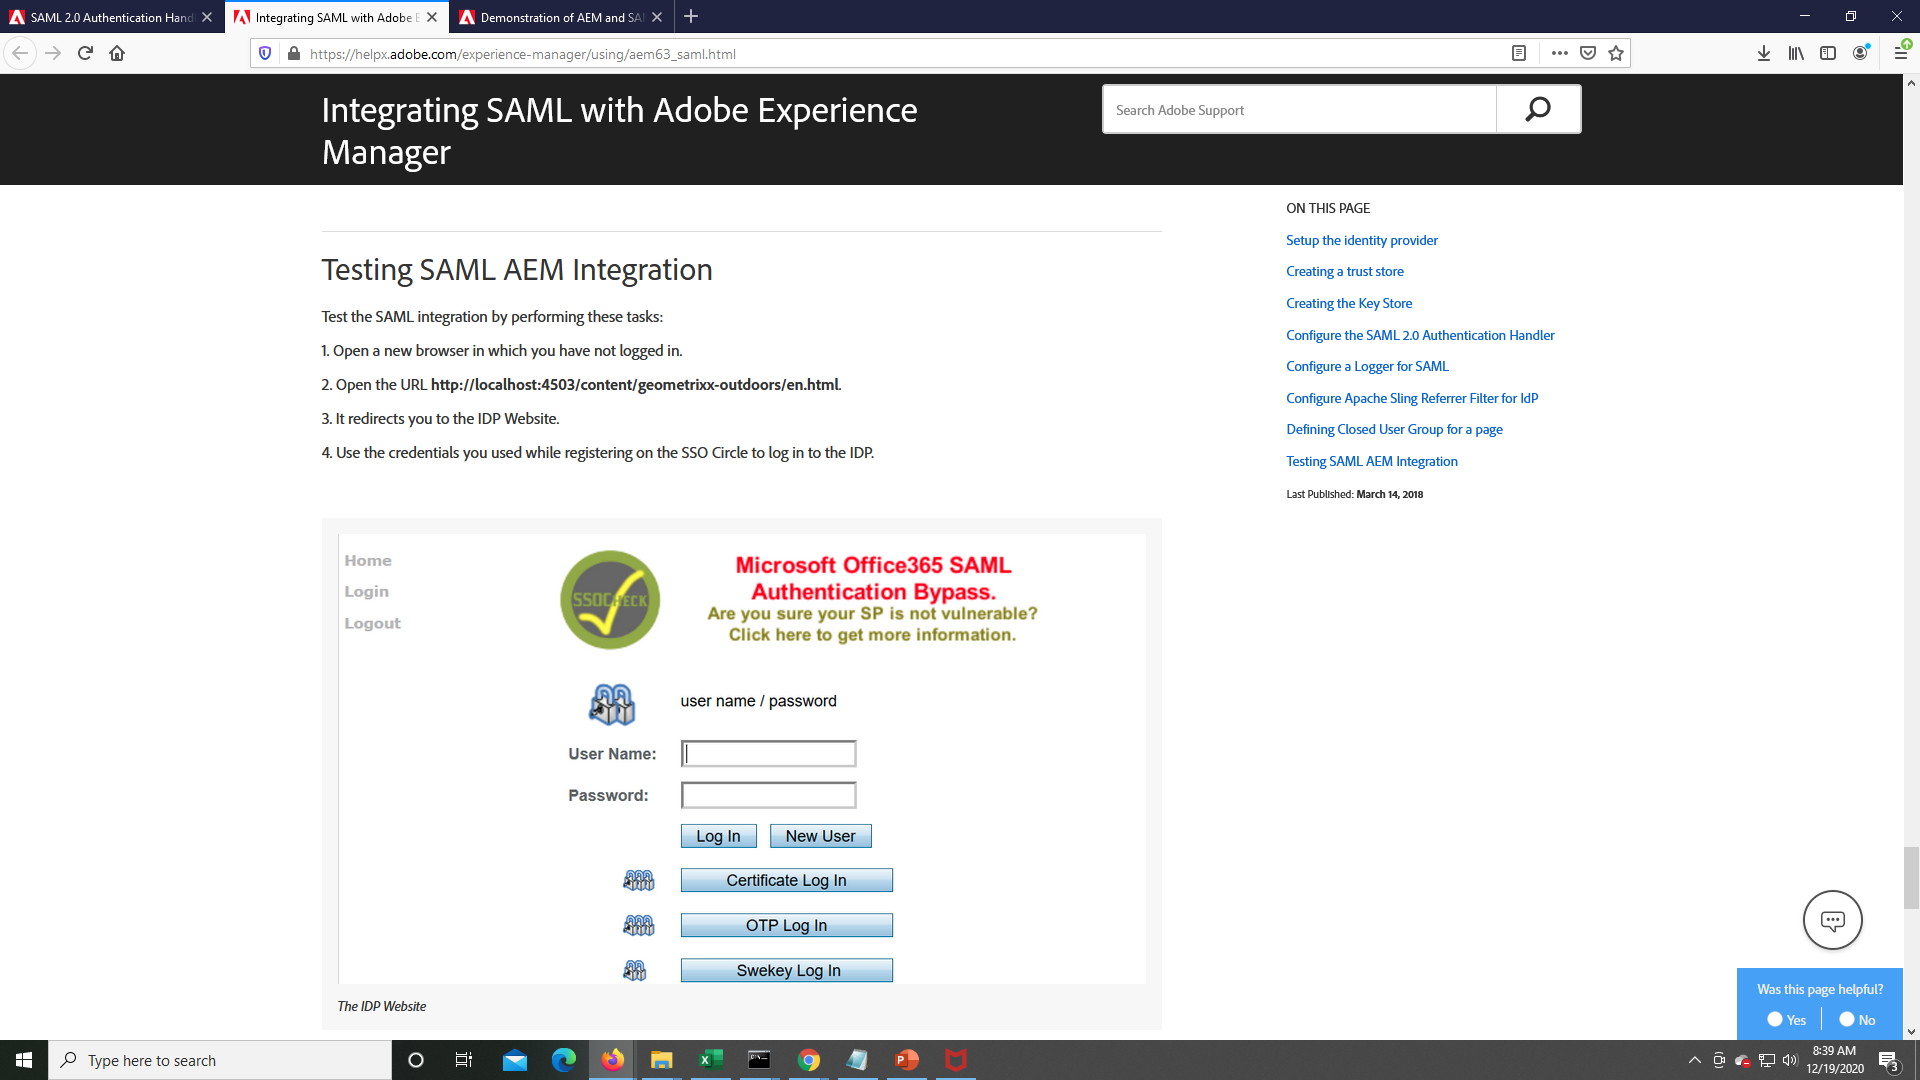 SAML 2.0 Authentication Hand
Integrating SAML with Adobe E
Demonstration of AEM and SA
https://helpx.adobe.com/experience-manager/using/aem63_saml.html
Integrating SAML with Adobe Experience
Manager
Search Adobe Support
Testing SAML AEM Integration
Test the SAML integration by performing these tasks:
1. Open a new browser in which you have not logged in.
2. Open the URL http://localhost:4503/content/geometrixx-outdoors/en.html.
3. It redirects you to the IDP Website.
4. Use the credentials you used while registering on the SSO Circle to log in to the IDP.
ON THIS PAGE
Setup the identity provider
Creating a trust store
Creating the Key Store
Configure the SAML 2.0 Authentication Handler
Configure a Logger for SAML
Configure Apache Sling Referrer Filter for IdP
Defining Closed User Group for a page
Testing SAML AEM Integration
Last Published: March 14, 2018
Home
Login
Logout
SSOCHECK
Microsoft Office365 SAML
Authentication Bypass.
Are you sure your SP is not vulnerable?
Click here to get more information.
user name / password
User Name:
Password:
Log In
New User
Certificate Log In
OTP Log In
Swekey Log In
The IDP Website
Was this page helpful?
Yes
No
Type here to search
8:39 AM
12/19/2020
3